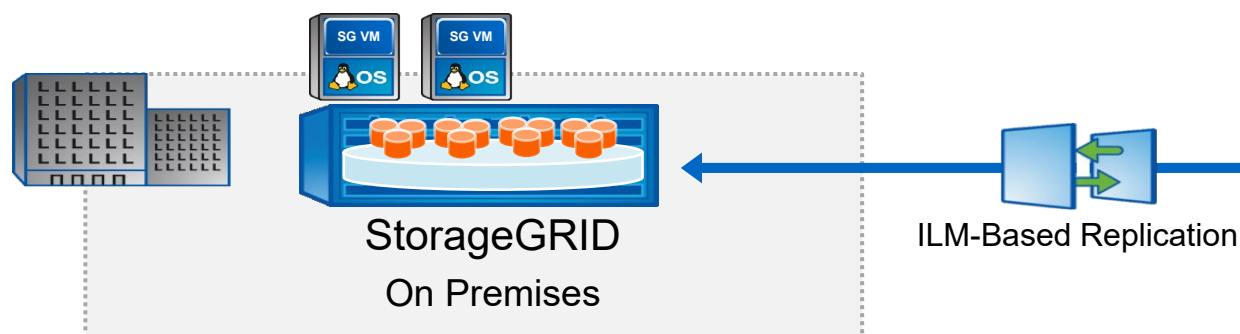 SG VM SG VM
OS OS
StorageGRID
On Premises
ILM-Based Replication